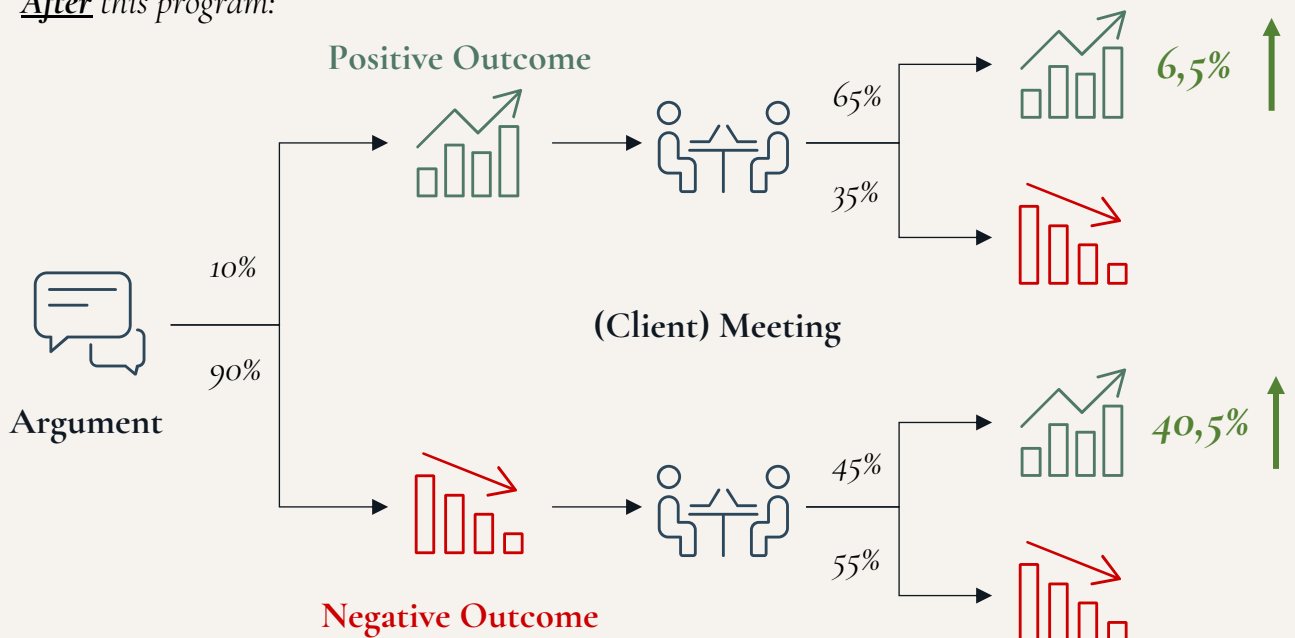 After this program:
Positive Outcome
6,5%
65%
35%
10%
(Client) Meeting
90%
Argument
40,5%
45%
55%
Negative Outcome